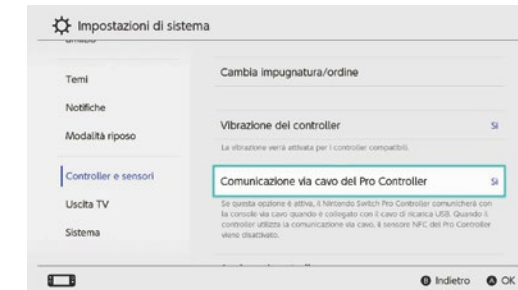 Impostazioni di sistema
amiibo
Temi
Notifiche
Modalità riposo
Controller e sensori
Uscita TV
Sistema
Cambia impugnatura/ordine
Vibrazione dei controller
Sì
La vibrazione verrà attivata per i controller compatibili.
Comunicazione via cavo del Pro Controller
Sì
Se questa opzione è attiva, il Nintendo Switch Pro Controller comunicherà con
la console via cavo quando è collegato con il cavo di ricarica USB. Quando il
controller utilizza la comunicazione via cavo, il sensore NFC del Pro Controller
viene disattivato.
B Indietro
A OK